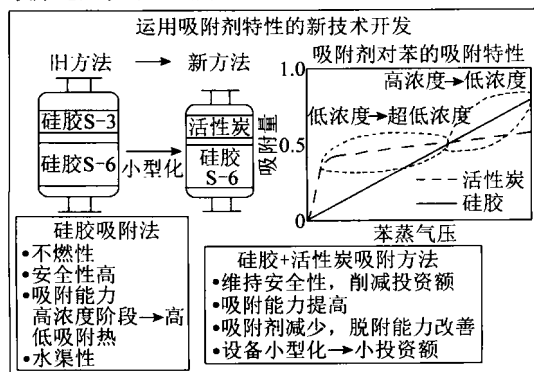 运用吸附剂特性的新技术开发
旧方法 → 新方法
硅胶S-3
硅胶S-6
小型化
活性炭
硅胶
S-6
吸附剂对苯的吸附特性
1.0
0.5
0
吸附量
高浓度→低浓度
低浓度→超低浓度
活性炭
硅胶
苯蒸气压
硅胶吸附法
•不燃性
•安全性高
•吸附能力
高浓度阶段→高
低吸附热
•水渠性
硅胶+活性炭吸附方法
•维持安全性，削减投资额
•吸附能力提高
•吸附剂减少，脱附能力改善
•设备小型化→小投资额